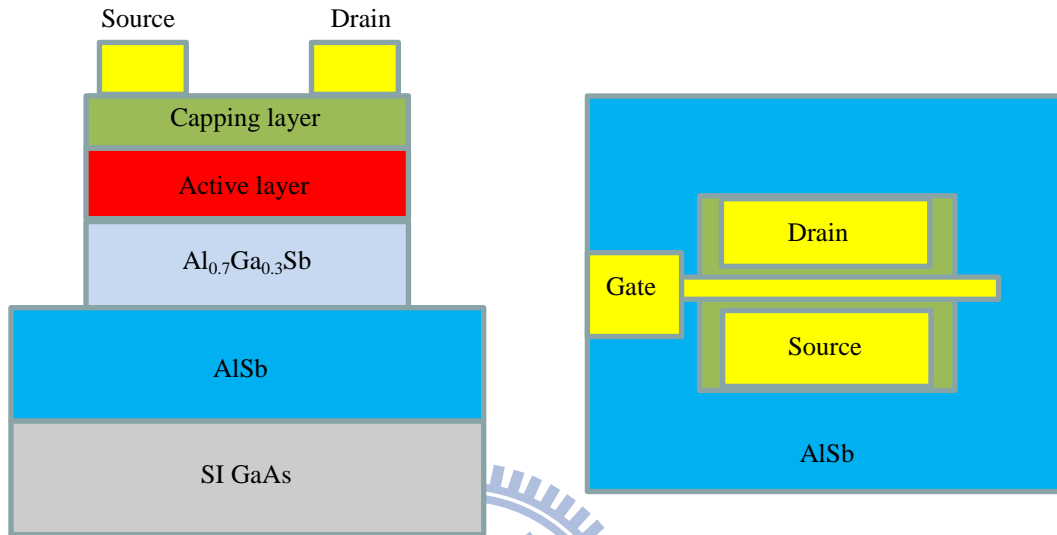 Source
Drain
Capping layer
Active layer
Al₀.₇Ga₀.₃Sb
AlSb
SI GaAs
Drain
Gate
Source
AlSb